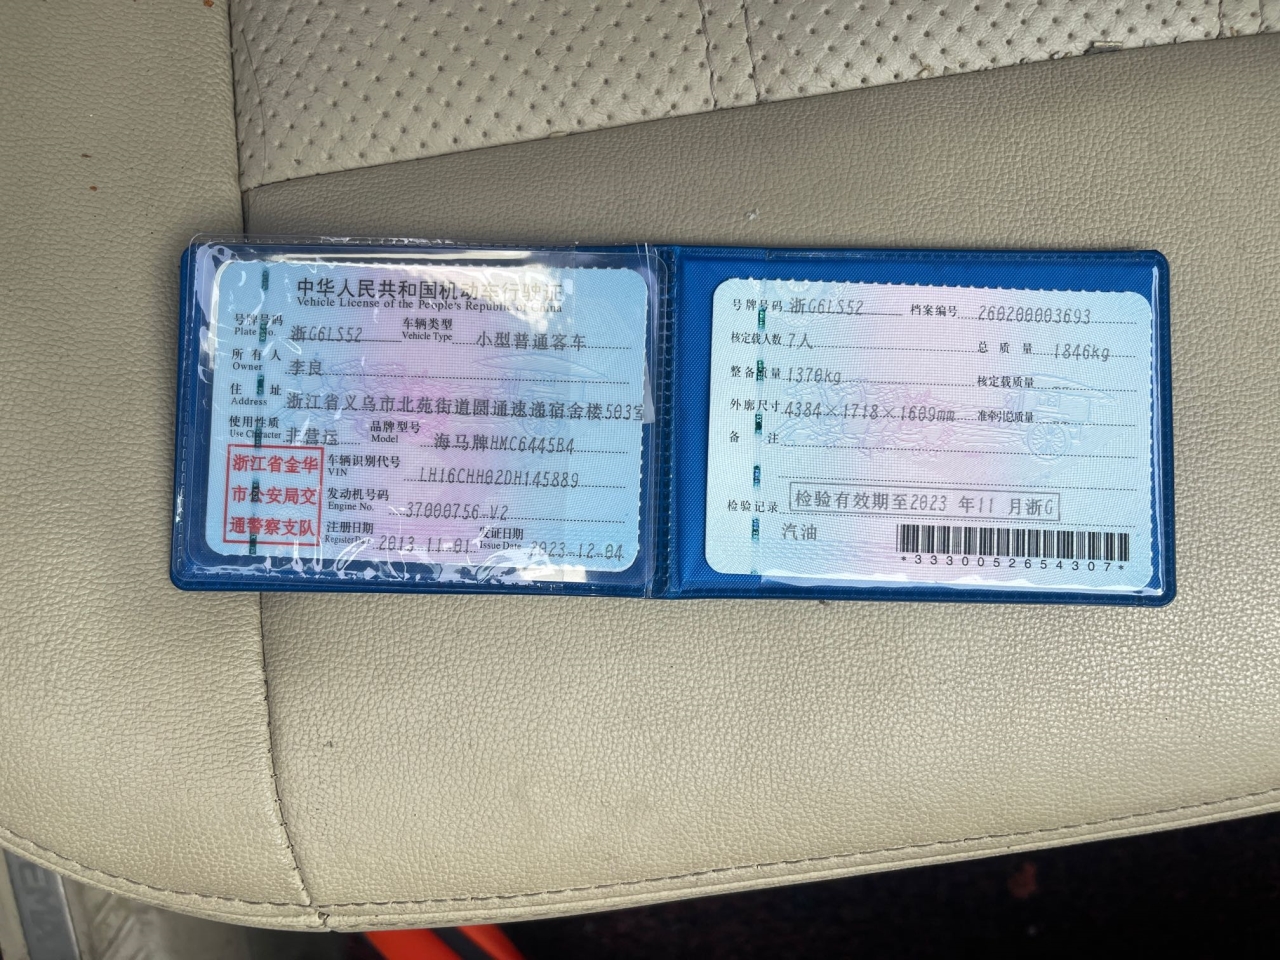 中华人民共和国机动车行驶证
Vehicle License of the People's Republic of China
号牌号码 浙G6LS52 车辆类型 小型普通客车
Plate No. Vehicle Type
所有人 李良
Owner
住址 浙江省义乌市北苑街道圆通速递宿舍楼503室
Address
使用性质 非营运 品牌型号 海马牌HMC6445B4
Use Character Model
浙江省金华
市公安局交
通警察支队
车辆识别代号 LH16CHH02DH145889
VIN
发动机号码 37000756 V2
Engine No.
注册日期 2013-11-01 发证日期 2023-12-04
Register Date Issue Date
号牌号码 浙G6LS52 档案编号 260200003693
核定载人数 7人 总质量 1846kg
整备质量 1370kg 核定载质量 --
外廓尺寸 4384×1718×1609mm 准牵引总质量 --
备注
检验记录 检验有效期至2023 年11 月浙G
汽油
*3330052654307*